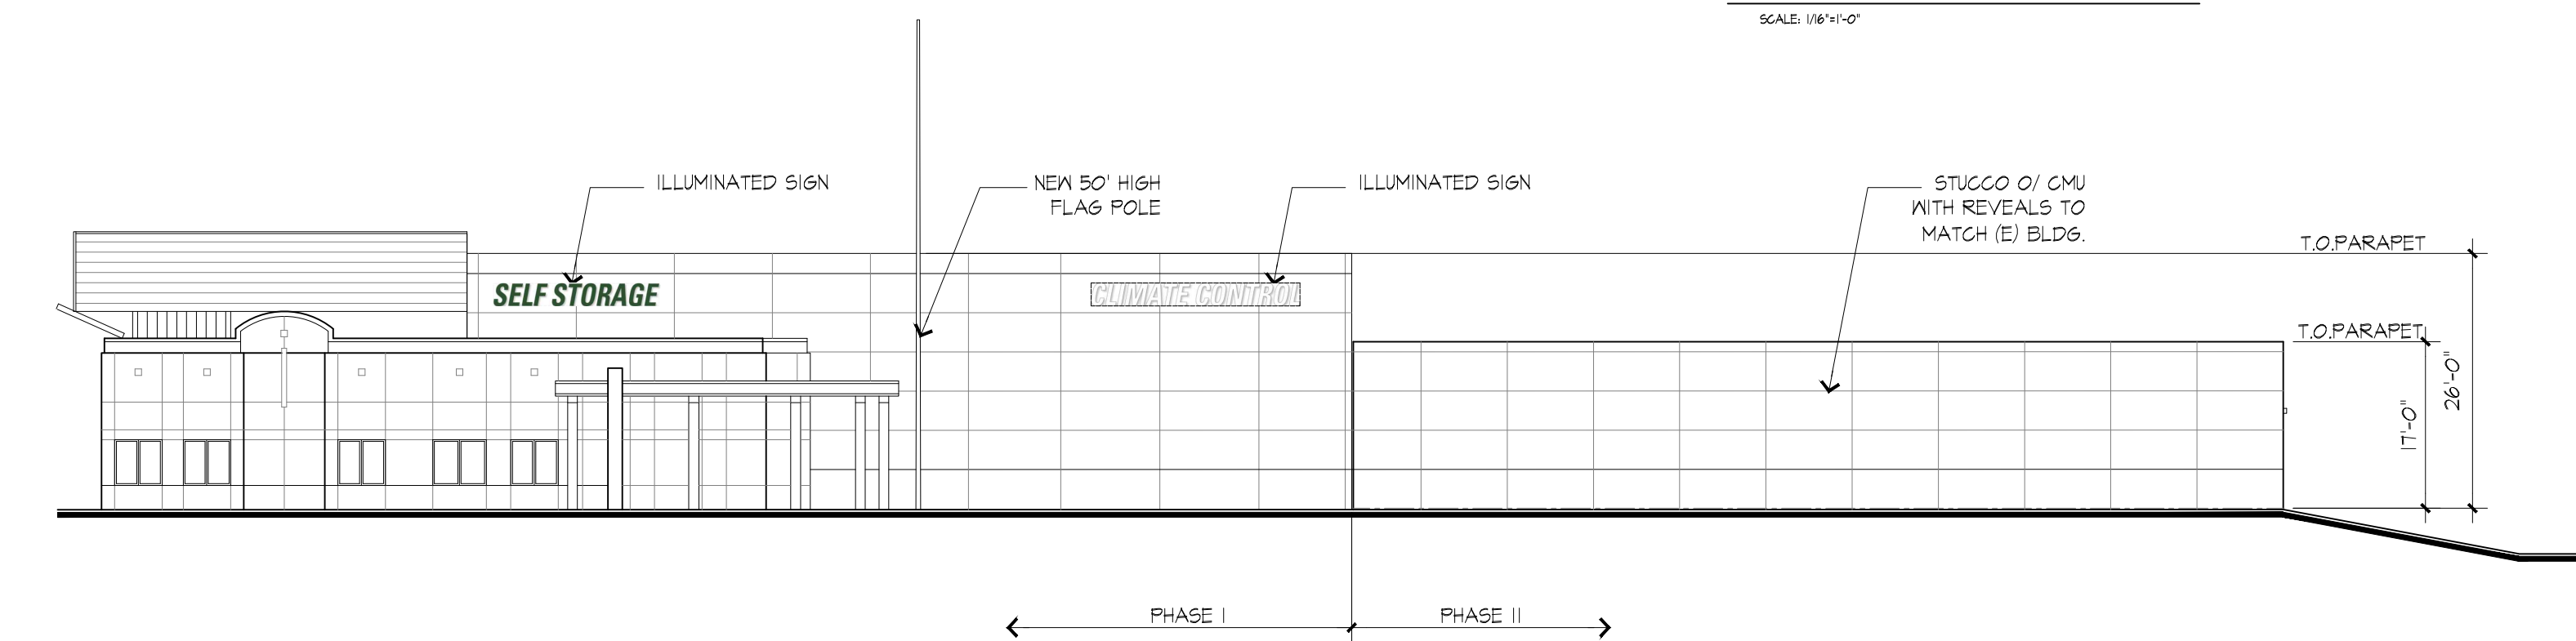 SCALE: 1/16"=1'-0"
ILLUMINATED SIGN
NEW 50' HIGH
FLAG POLE
ILLUMINATED SIGN
STUCCO O/ CMU
WITH REVEALS TO
MATCH (E) BLDG.
T.O.PARAPET
SELF STORAGE
CLIMATE CONTROL
T.O.PARAPET
17'-0"
26'-0"
PHASE I
PHASE II